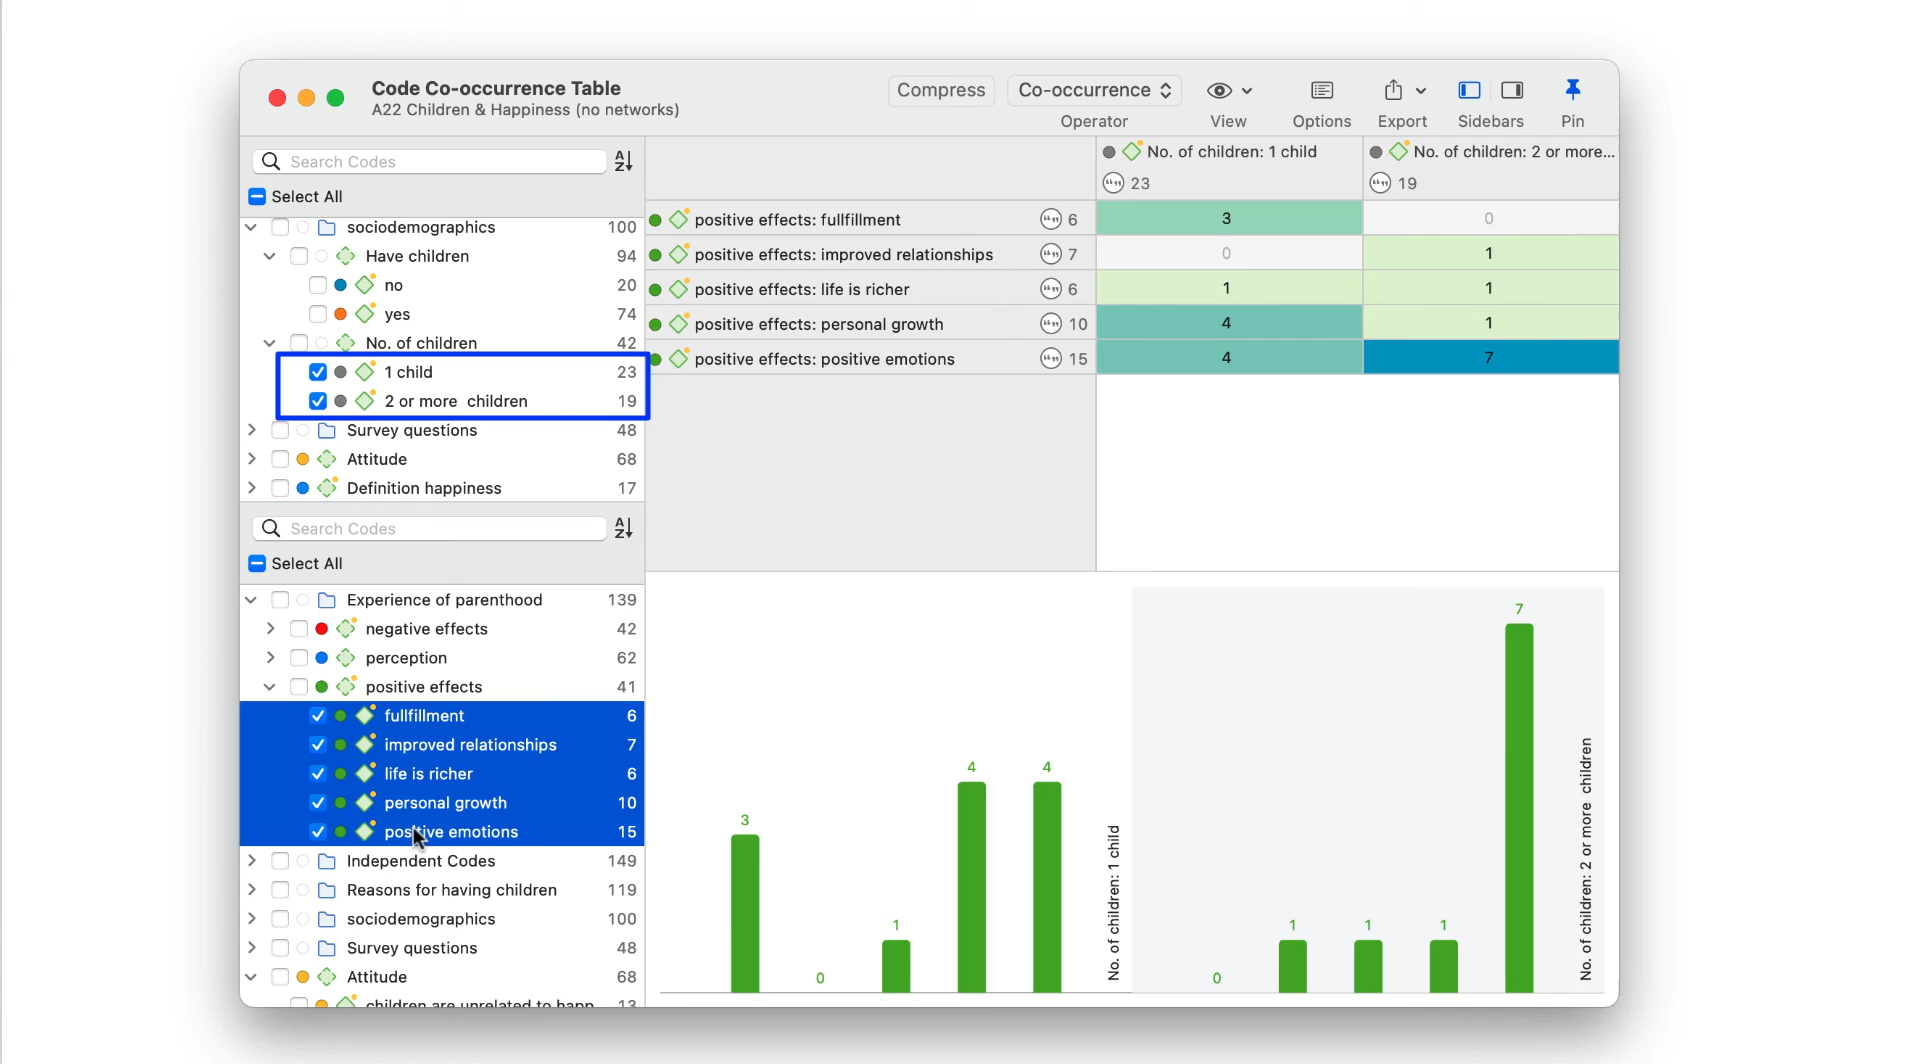 Code Co-occurrence Table
A22 Children & Happiness (no networks)
Compress
Co-occurrence
Operator
View
Options
Export
Sidebars
Pin
Search Codes
Select All
sociodemographics 100
Have children 94
no 20
yes 74
No. of children 42
1 child 23
2 or more children 19
Survey questions 48
Attitude 68
Definition happiness 17
Search Codes
Select All
Experience of parenthood 139
negative effects 42
perception 62
positive effects 41
fullfillment 6
improved relationships 7
life is richer 6
personal growth 10
positive emotions 15
Independent Codes 149
Reasons for having children 119
sociodemographics 100
Survey questions 48
Attitude 68
children are unrelated to happ... 13
No. of children: 1 child
23
No. of children: 2 or more...
19
positive effects: fullfillment 6 3 0
positive effects: improved relationships 7 0 1
positive effects: life is richer 6 1 1
positive effects: personal growth 10 4 1
positive effects: positive emotions 15 4 7
3
0
1
4
4
No. of children: 1 child
0
1
1
1
7
No. of children: 2 or more children